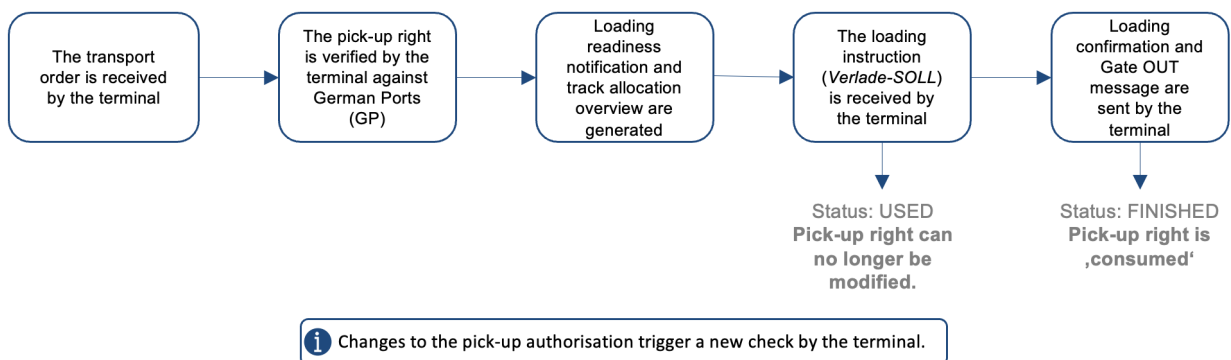 The transport
order is received
by the terminal
The pick-up right
is verified by the
terminal against
German Ports
(GP)
Loading
readiness
notification and
track allocation
overview are
generated
The loading
instruction
(Verlade-SOLL)
is received by
the terminal
Loading
confirmation and
Gate OUT
message are
sent by the
terminal
Status: USED
Pick-up right can
no longer be
modified.
Status: FINISHED
Pick-up right is
‚consumed‘
i Changes to the pick-up authorisation trigger a new check by the terminal.